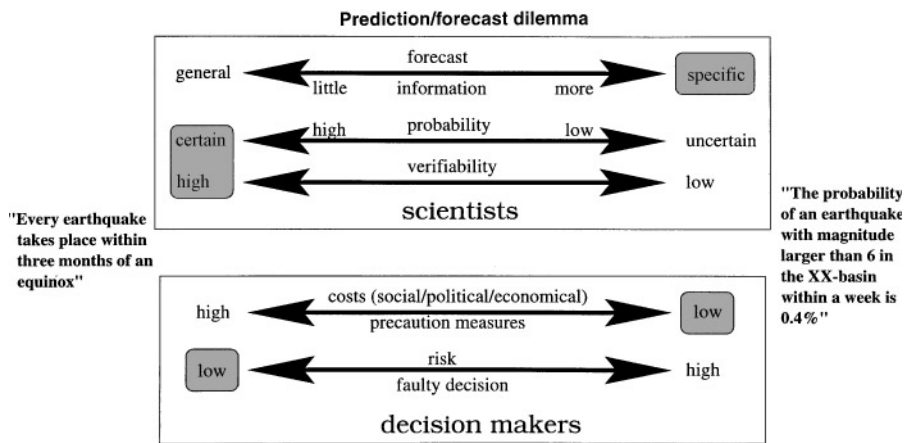 Prediction/forecast dilemma
forecast
general
specific
little information more
high probability low
certain
uncertain
verifiability
high
low
scientists
"Every earthquake
takes place within
three months of an
equinox"
"The probability
of an earthquake
with magnitude
larger than 6 in
the XX-basin
within a week is
0.4%"
costs (social/political/economical)
high
low
precaution measures
risk
low
high
faulty decision
decision makers